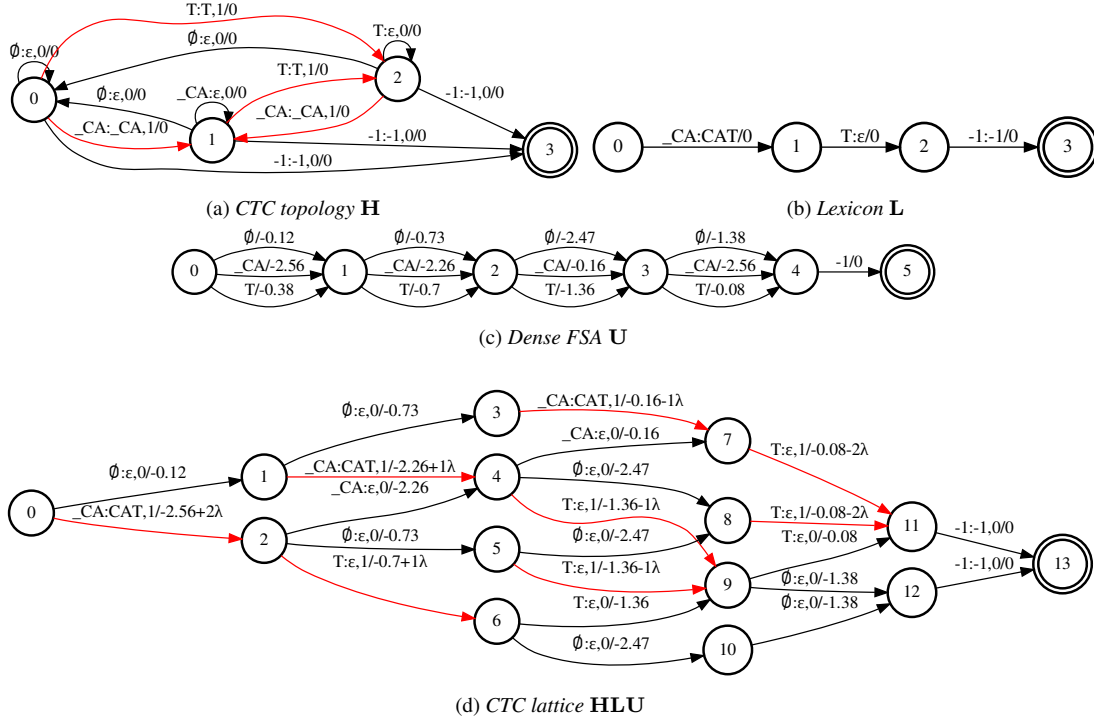 T:T,1/0
∅:ε,0/0
∅:ε,0/0
T:ε,0/0
T:T,1/0
∅:ε,0/0
_CA:ε,0/0
_CA:_CA,1/0
-1:-1,0/0
_CA:_CA,1/0
-1:-1,0/0
-1:-1,0/0
0
1
2
3
(a) CTC topology H
0
_CA:CAT/0
1
T:ε/0
2
-1:-1/0
3
(b) Lexicon L
∅/-0.12
∅/-0.73
∅/-2.47
∅/-1.38
_CA/-2.56
_CA/-2.26
_CA/-0.16
_CA/-2.56
-1/0
T/-0.38
T/-0.7
T/-1.36
T/-0.08
0
1
2
3
4
5
(c) Dense FSA U
∅:ε,0/-0.73
3
_CA:CAT,1/-0.16-1λ
_CA:ε,0/-0.16
7
∅:ε,0/-0.12
1
_CA:CAT,1/-2.26+1λ
_CA:ε,0/-2.26
4
∅:ε,0/-2.47
T:ε,1/-0.08-2λ
0
_CA:CAT,1/-2.56+2λ
2
T:ε,1/-1.36-1λ
8
T:ε,1/-0.08-2λ
T:ε,0/-0.08
11
-1:-1,0/0
∅:ε,0/-0.73
T:ε,1/-0.7+1λ
5
∅:ε,0/-2.47
T:ε,1/-1.36-1λ
9
∅:ε,0/-1.38
∅:ε,0/-1.38
12
-1:-1,0/0
13
6
T:ε,0/-1.36
∅:ε,0/-2.47
10
(d) CTC lattice HLU